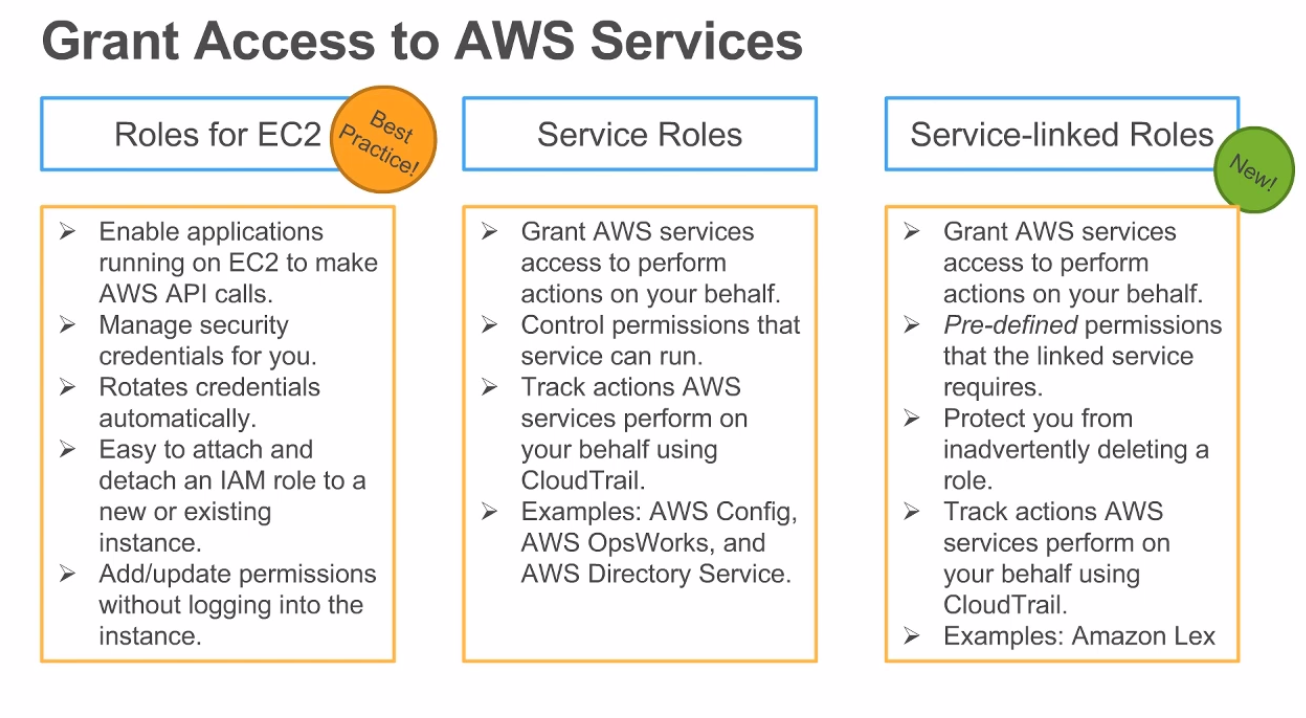 Grant Access to AWS Services
Roles for EC2
Best
Practice!
➢ Enable applications
running on EC2 to make
AWS API calls.
➢ Manage security
credentials for you.
➢ Rotates credentials
automatically.
➢ Easy to attach and
detach an IAM role to a
new or existing
instance.
➢ Add/update permissions
without logging into the
instance.
Service Roles
➢ Grant AWS services
access to perform
actions on your behalf.
➢ Control permissions that
service can run.
➢ Track actions AWS
services perform on
your behalf using
CloudTrail.
➢ Examples: AWS Config,
AWS OpsWorks, and
AWS Directory Service.
Service-linked Roles
New!
➢ Grant AWS services
access to perform
actions on your behalf.
➢ Pre-defined permissions
that the linked service
requires.
➢ Protect you from
inadvertently deleting a
role.
➢ Track actions AWS
services perform on
your behalf using
CloudTrail.
➢ Examples: Amazon Lex